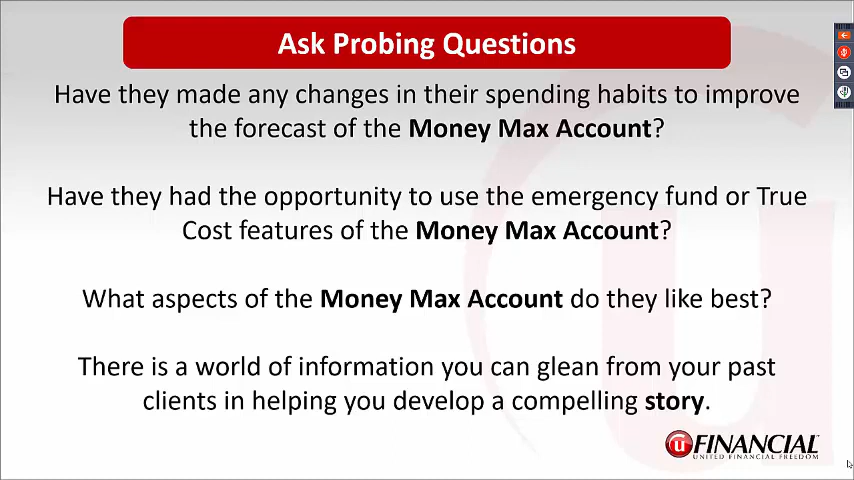 Ask Probing Questions
Have they made any changes in their spending habits to improve
the forecast of the Money Max Account?
Have they had the opportunity to use the emergency fund or True
Cost features of the Money Max Account?
What aspects of the Money Max Account do they like best?
There is a world of information you can glean from your past
clients in helping you develop a compelling story.
u FINANCIAL
UNITED FINANCIAL FREEDOM